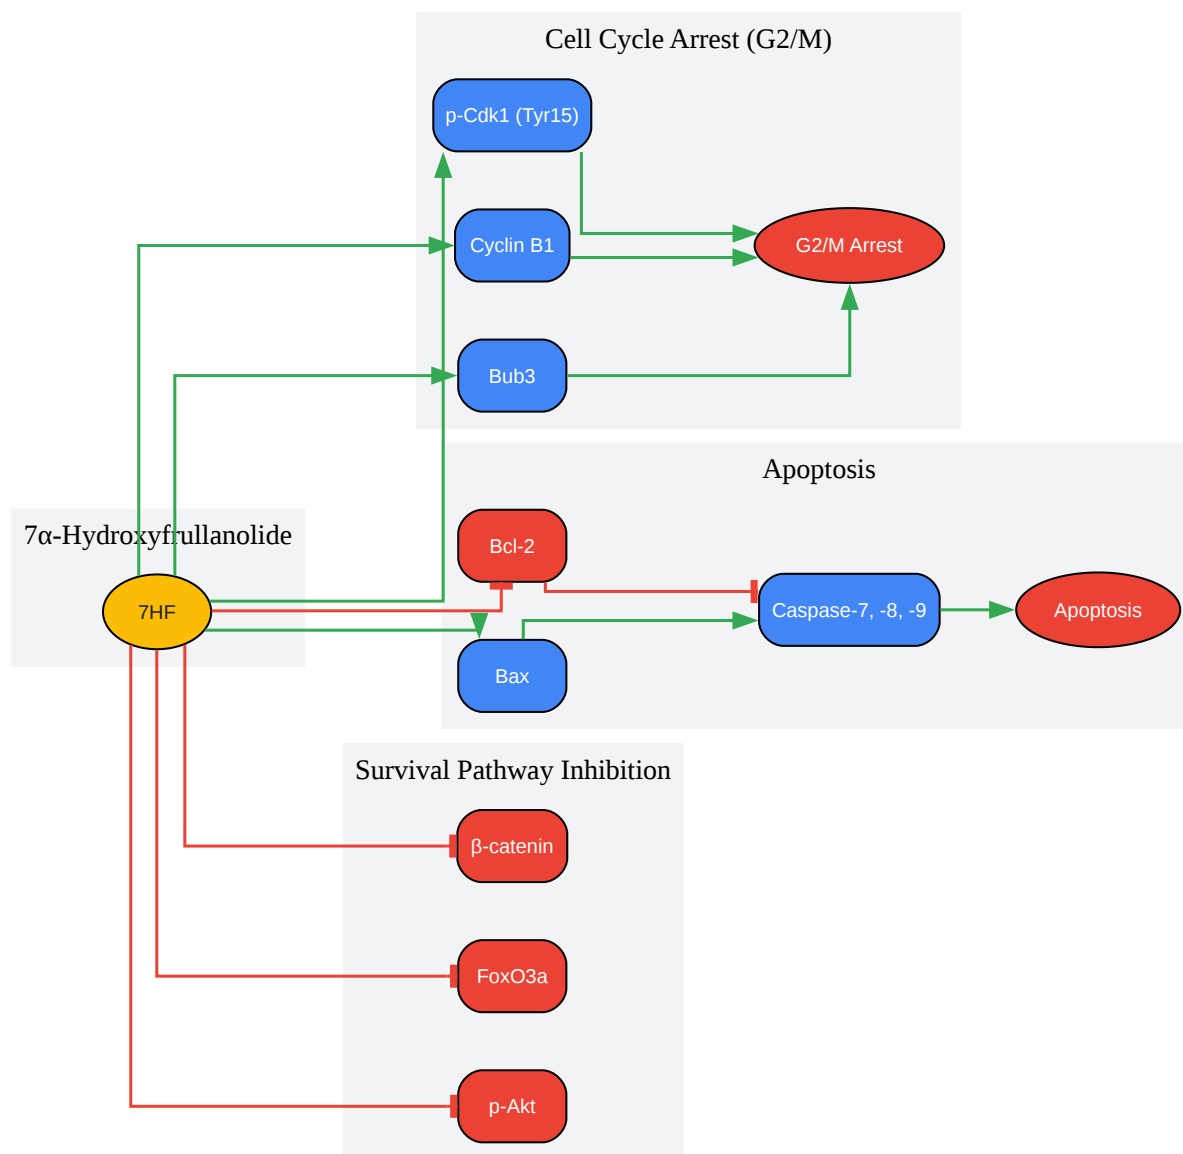 Cell Cycle Arrest (G2/M)
p-Cdk1 (Tyr15)
Cyclin B1
G2/M Arrest
Bub3
Apoptosis
7α-Hydroxyfrullanolide
Bcl-2
7HF
Caspase-7, -8, -9
Apoptosis
Bax
Survival Pathway Inhibition
β-catenin
FoxO3a
p-Akt